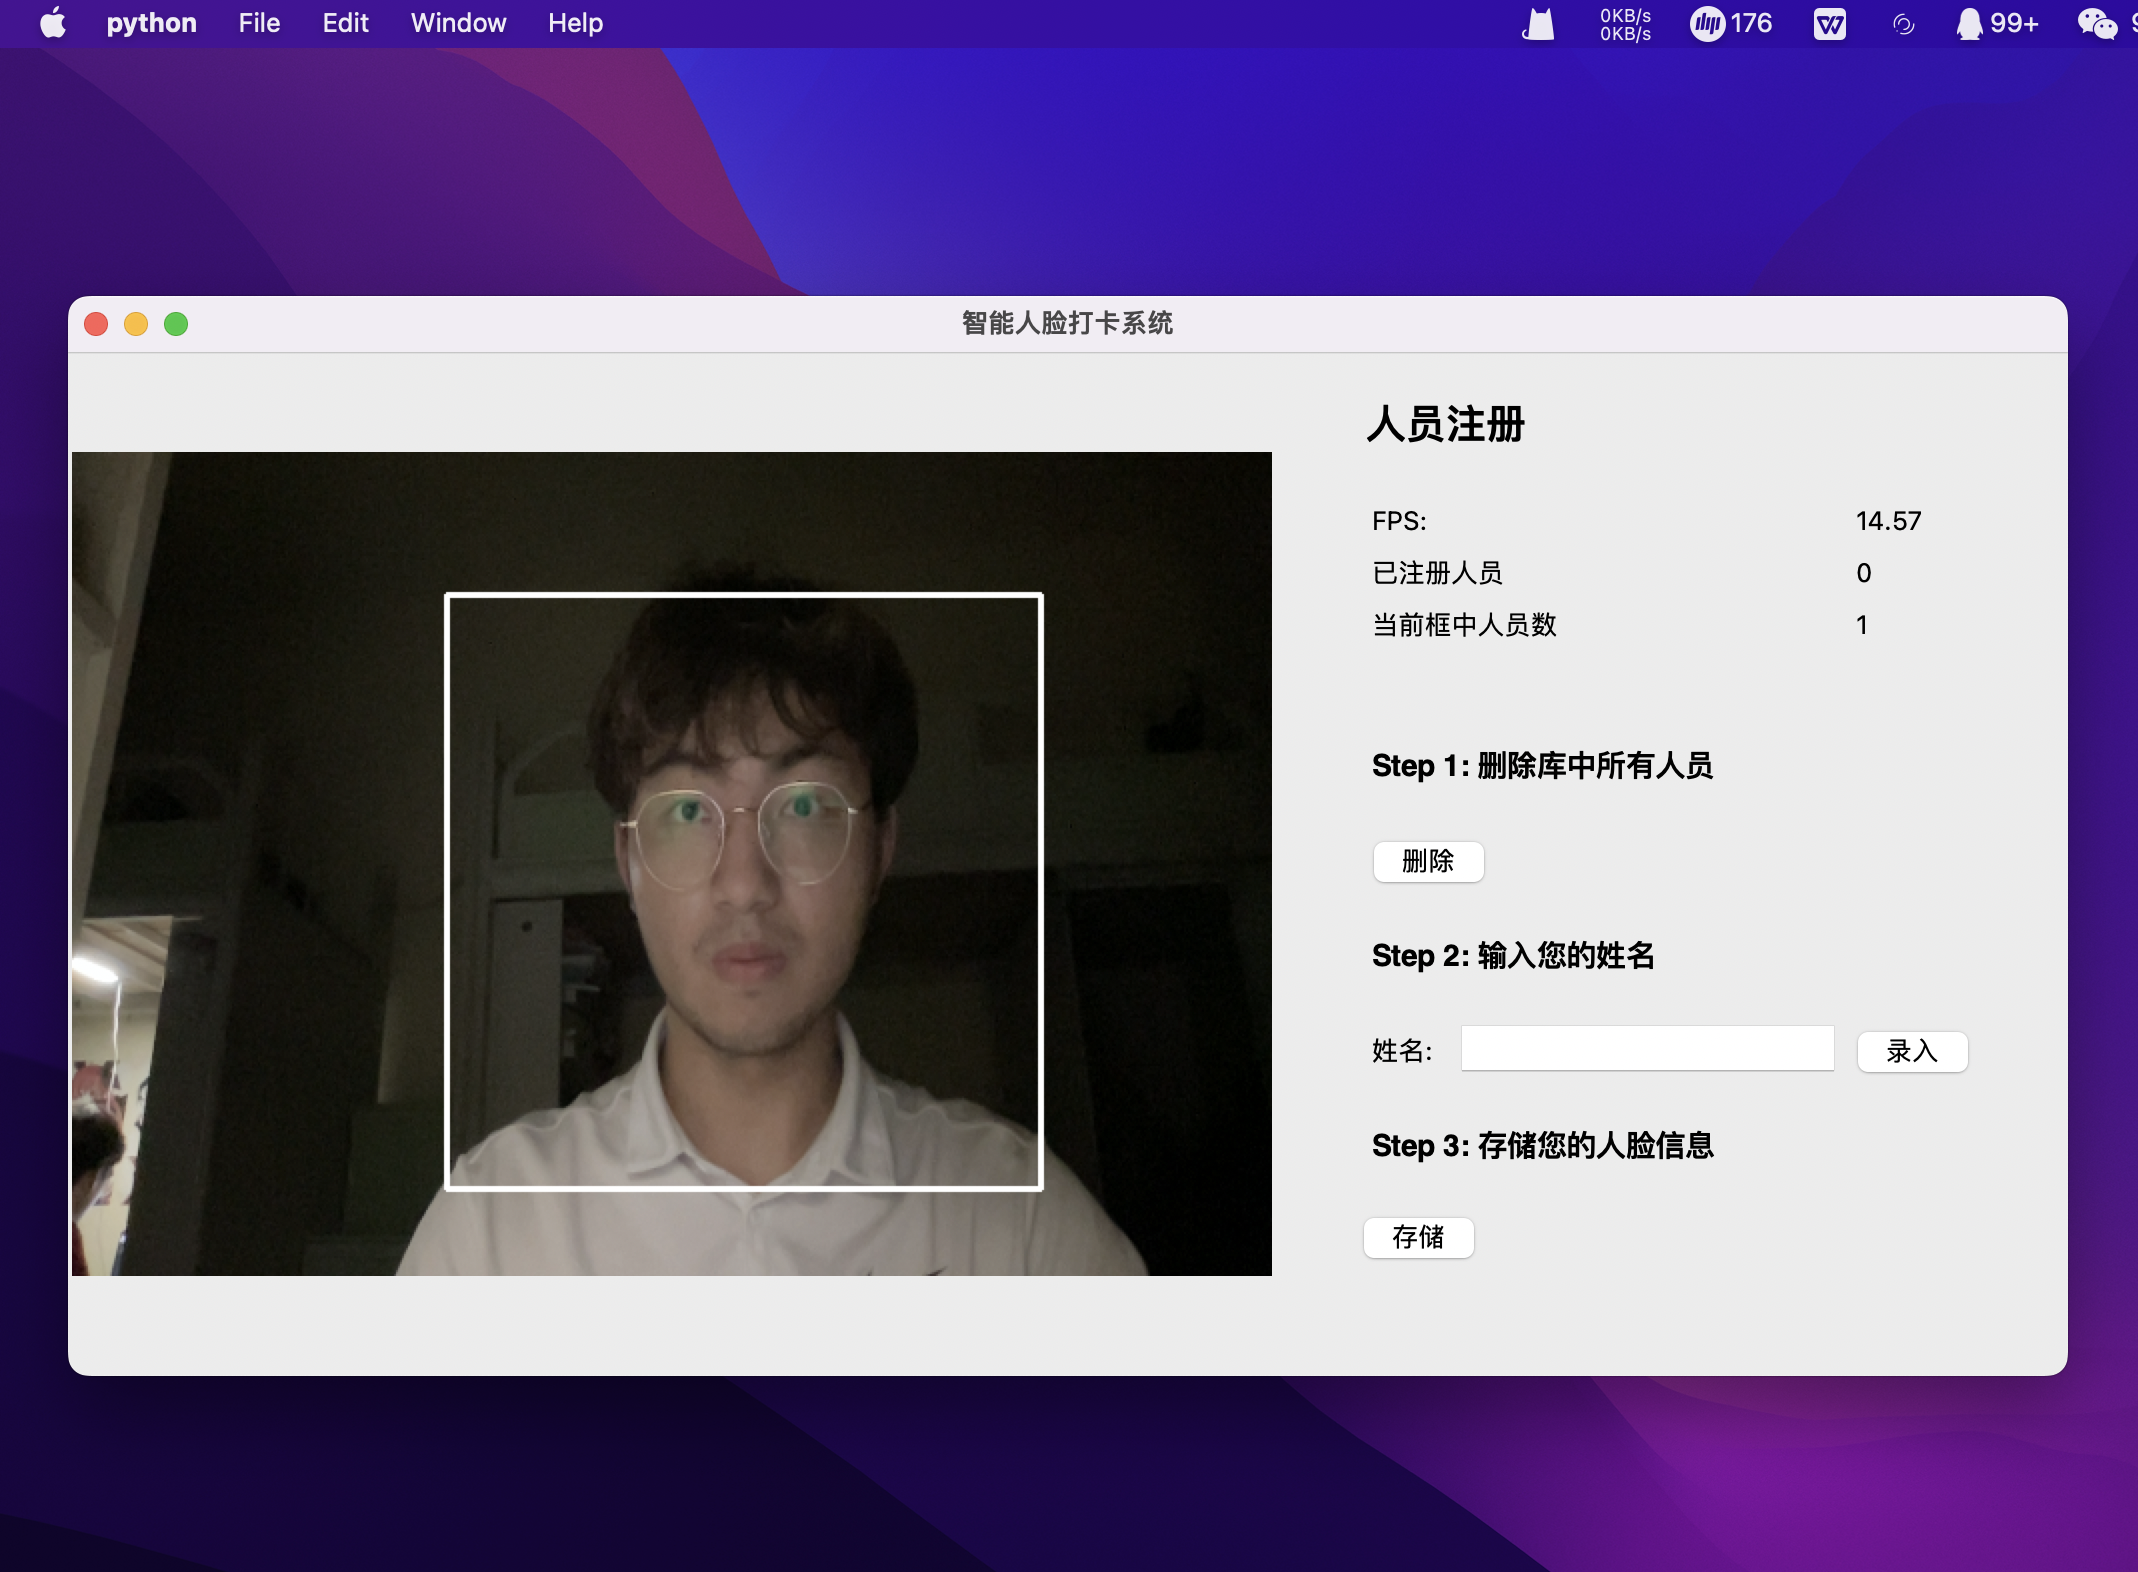 python File Edit Window Help 0KB/s 176 99+
0KB/s
智能人脸打卡系统
人员注册
FPS: 14.57
已注册人员 0
当前框中人员数 1
Step 1: 删除库中所有人员
删除
Step 2: 输入您的姓名
姓名: 录入
Step 3: 存储您的人脸信息
存储